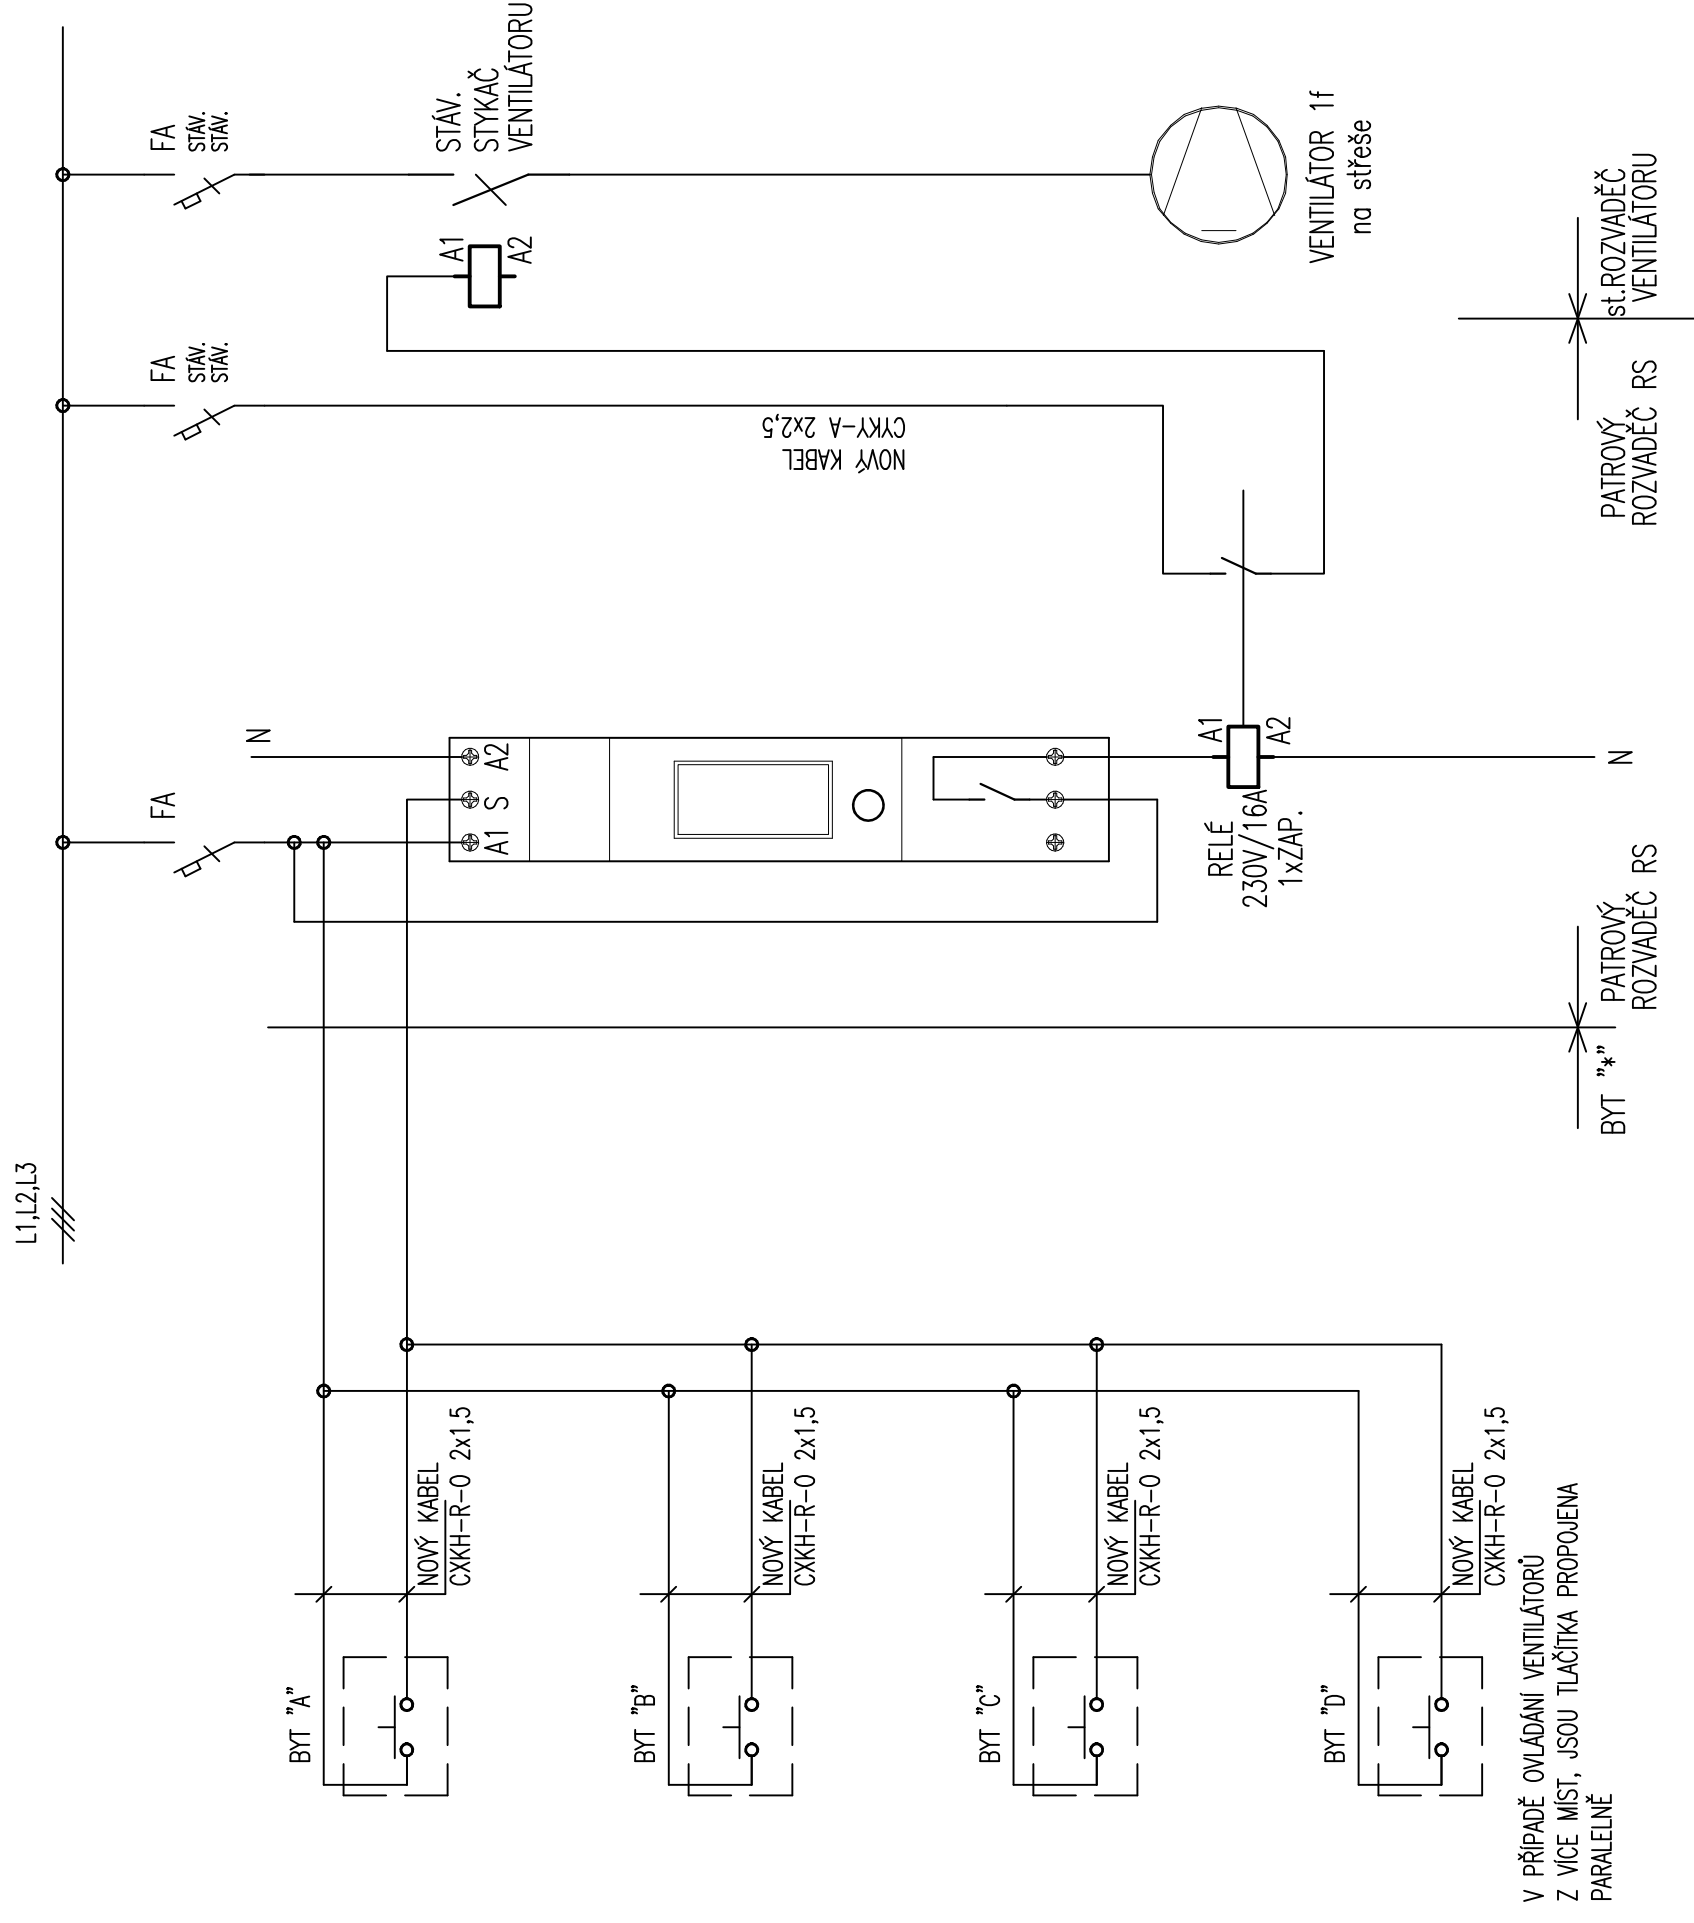 L1,L2,L3
FA
STÁV.
STÁV.
STÁV.
STYKAČ
VENTILÁTORU
A1
A2
VENTILÁTOR 1f
na střeše
st.ROZVADĚČ
VENTILÁTORU
FA
STÁV.
STÁV.
NOVÝ KABEL
CYKY-A 2x2,5
PATROVÝ
ROZVADĚČ RS
N
FA
A2
S
A1
A1
A2
RELÉ
230V/16A
1xZAP.
N
PATROVÝ
ROZVADĚČ RS
BYT "*"
BYT "A"
NOVÝ KABEL
CXKH-R-O 2x1,5
BYT "B"
NOVÝ KABEL
CXKH-R-O 2x1,5
BYT "C"
NOVÝ KABEL
CXKH-R-O 2x1,5
BYT "D"
NOVÝ KABEL
CXKH-R-O 2x1,5
V PŘÍPADĚ OVLÁDÁNÍ VENTILÁTORŮ
Z VÍCE MÍST, JSOU TLAČÍTKA PROPOJENA
PARALELNĚ